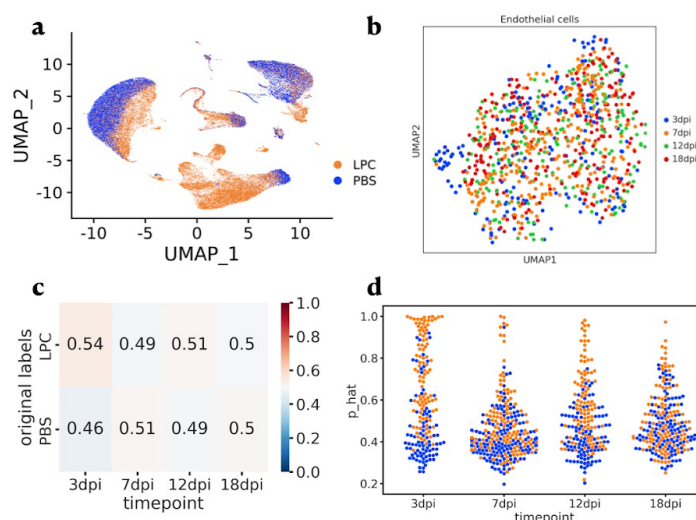 a
UMAP_2
10
5
0
-5
-10
-10
-5
0
5
10
UMAP_1
LPC
PBS
b
Endothelial cells
UMAP2
UMAP1
3dpi
7dpi
12dpi
18dpi
c
original labels
LPC
PBS
0.54 0.49 0.51 0.5
0.46 0.51 0.49 0.5
3dpi 7dpi 12dpi 18dpi
timepoint
1.0
0.8
0.6
0.4
0.2
0.0
d
p_hat
1.0
0.8
0.6
0.4
0.2
3dpi 7dpi 12dpi 18dpi
timepoint